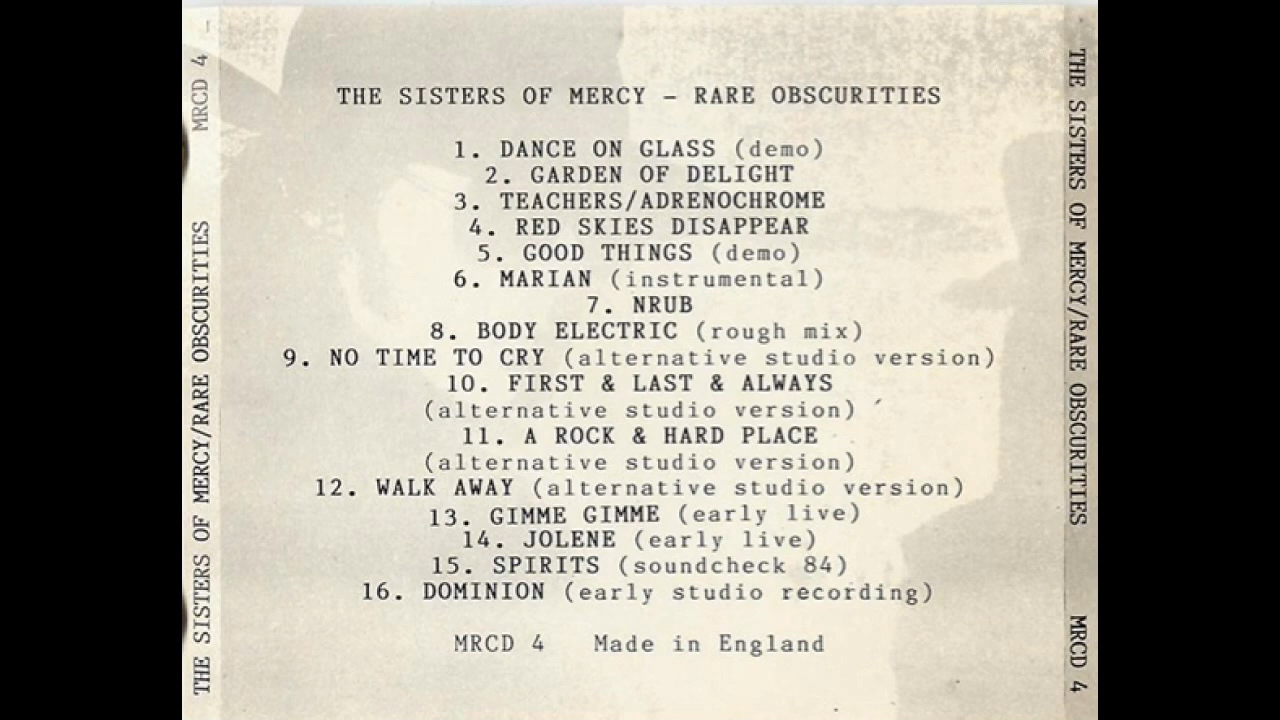 THE SISTERS OF MERCY – RARE OBSCURITIES
1. DANCE ON GLASS (demo)
2. GARDEN OF DELIGHT
3. TEACHERS/ADRENOCHROME
4. RED SKIES DISAPPEAR
5. GOOD THINGS (demo)
6. MARIAN (instrumental)
7. NRUB
8. BODY ELECTRIC (rough mix)
9. NO TIME TO CRY (alternative studio version)
10. FIRST & LAST & ALWAYS
(alternative studio version)
11. A ROCK & HARD PLACE
(alternative studio version)
12. WALK AWAY (alternative studio version)
13. GIMME GIMME (early live)
14. JOLENE (early live)
15. SPIRITS (soundcheck 84)
16. DOMINION (early studio recording)
MRCD 4 Made in England
THE SISTERS OF MERCY/RARE OBSCURITIES MRCD 4
THE SISTERS OF MERCY/RARE OBSCURITIES MRCD 4